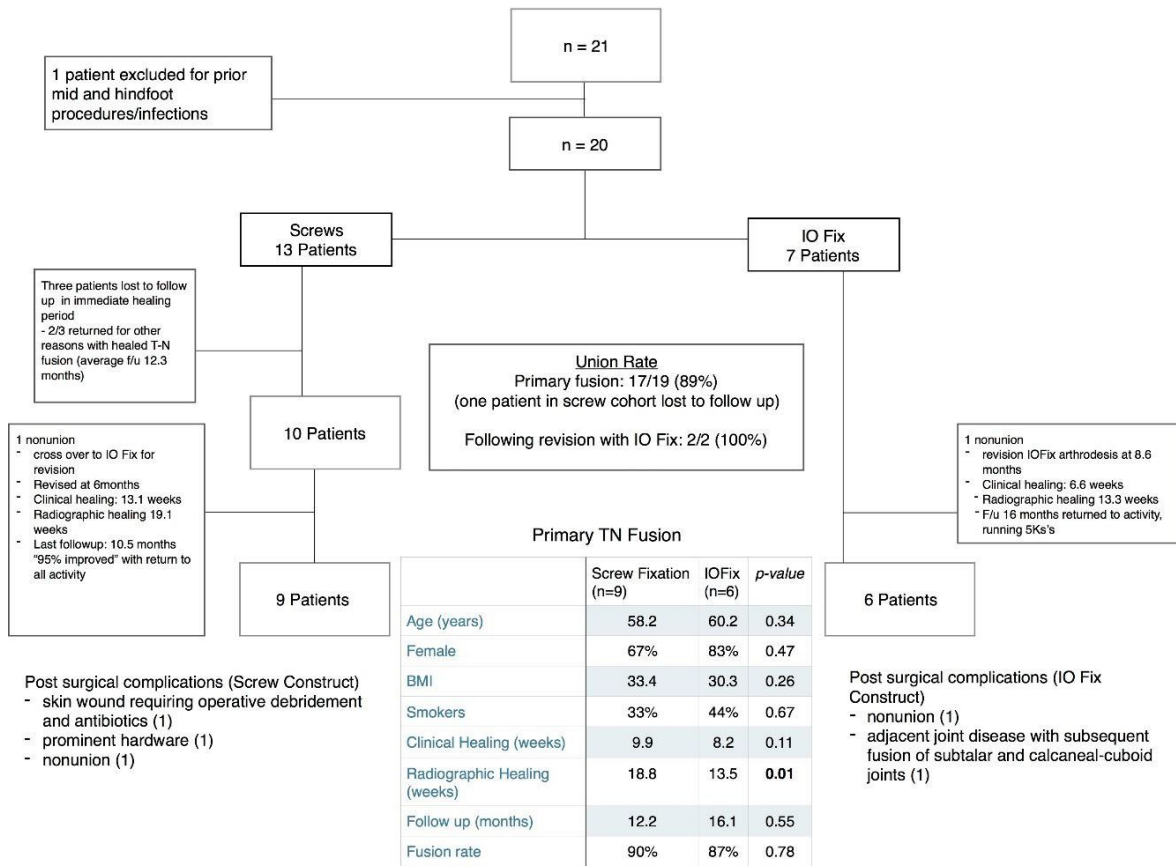 n = 21
1 patient excluded for prior
mid and hindfoot
procedures/infections
n = 20
Screws
13 Patients
IO Fix
7 Patients
Three patients lost to follow
up in immediate healing
period
- 2/3 returned for other
reasons with healed T-N
fusion (average f/u 12.3
months)
Union Rate
Primary fusion: 17/19 (89%)
(one patient in screw cohort lost to follow up)
Following revision with IO Fix: 2/2 (100%)
10 Patients
1 nonunion
- cross over to IO Fix for
revision
- Revised at 6months
- Clinical healing: 13.1 weeks
- Radiographic healing 19.1
weeks
- Last followup: 10.5 months
"95% improved" with return to
all activity
1 nonunion
- revision IOFix arthrodesis at 8.6
months
- Clinical healing: 6.6 weeks
- Radiographic healing 13.3 weeks
- F/u 16 months returned to activity,
running 5Ks's
9 Patients
6 Patients
Primary TN Fusion
Screw Fixation (n=9) IOFix (n=6) p-value
Age (years) 58.2 60.2 0.34
Female 67% 83% 0.47
BMI 33.4 30.3 0.26
Smokers 33% 44% 0.67
Clinical Healing (weeks) 9.9 8.2 0.11
Radiographic Healing (weeks) 18.8 13.5 0.01
Follow up (months) 12.2 16.1 0.55
Fusion rate 90% 87% 0.78
Post surgical complications (Screw Construct)
- skin wound requiring operative debridement
and antibiotics (1)
- prominent hardware (1)
- nonunion (1)
Post surgical complications (IO Fix
Construct)
- nonunion (1)
- adjacent joint disease with subsequent
fusion of subtalar and calcaneal-cuboid
joints (1)